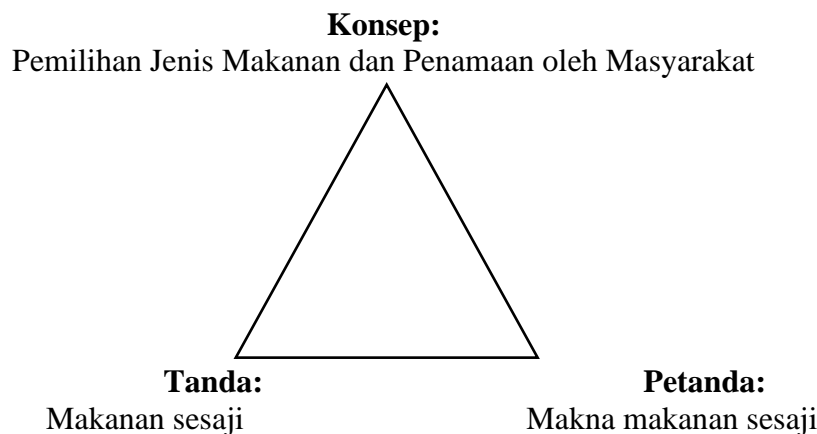 Konsep:
Pemilihan Jenis Makanan dan Penamaan oleh Masyarakat
Tanda:
Makanan sesaji
Petanda:
Makna makanan sesaji